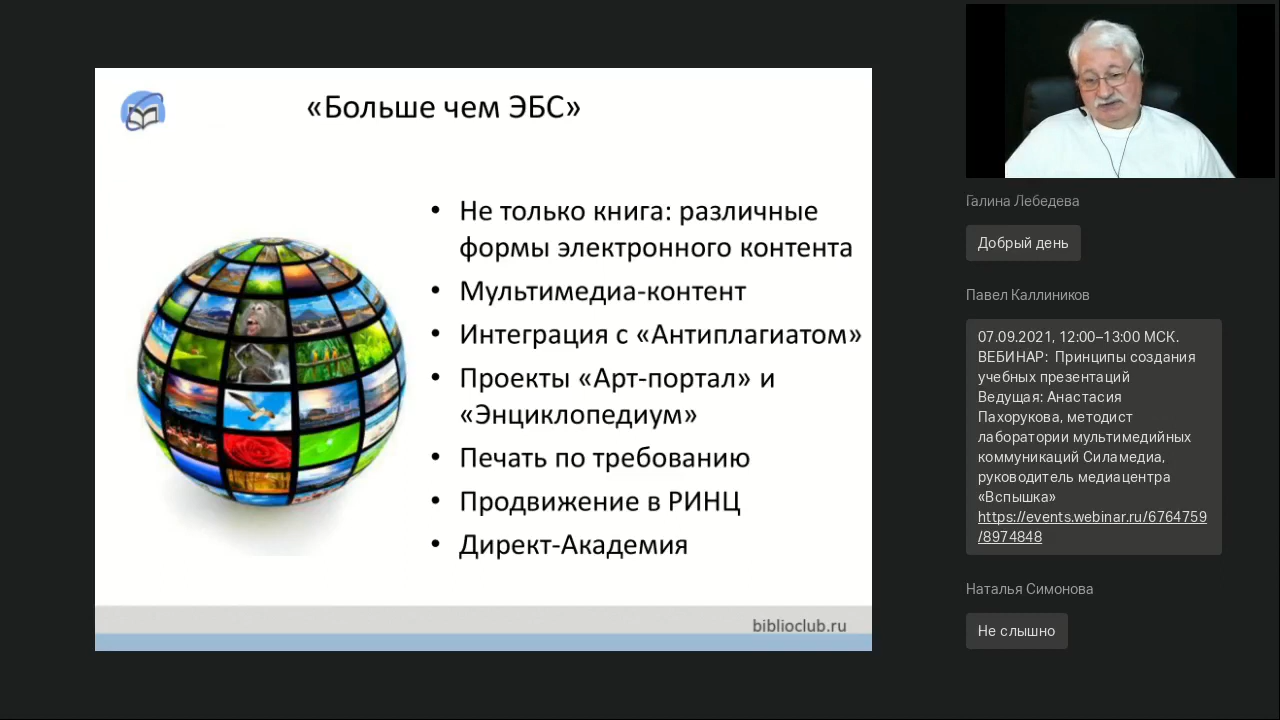 «Больше чем ЭБС»
• Не только книга: различные
формы электронного контента
• Мультимедиа-контент
• Интеграция с «Антиплагиатом»
• Проекты «Арт-портал» и
«Энциклопедиум»
• Печать по требованию
• Продвижение в РИНЦ
• Директ-Академия
biblioclub.ru
Галина Лебедева
Добрый день
Павел Каллиников
07.09.2021, 12:00–13:00 МСК.
ВЕБИНАР: Принципы создания
учебных презентаций
Ведущая: Анастасия
Пахорукова, методист
лаборатории мультимедийных
коммуникаций Силамедиа,
руководитель медиацентра
«Вспышка»
https://events.webinar.ru/6764759
/8974848
Наталья Симонова
Не слышно